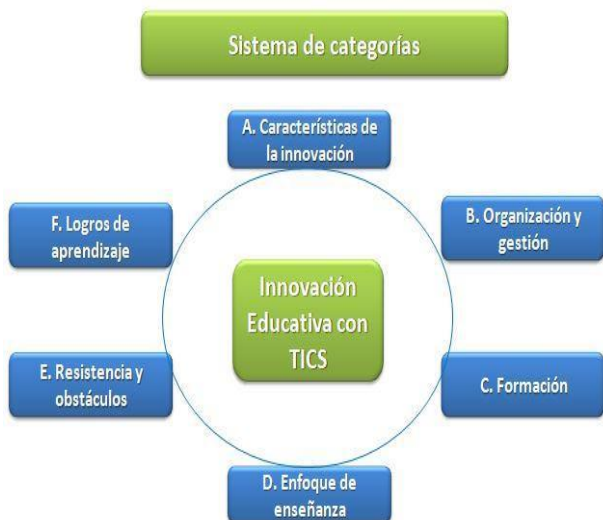 Sistema de categorías
A. Características de
la innovación
B. Organización y
gestión
C. Formación
D. Enfoque de
enseñanza
E. Resistencia y
obstáculos
F. Logros de
aprendizaje
Innovación
Educativa con
TICS